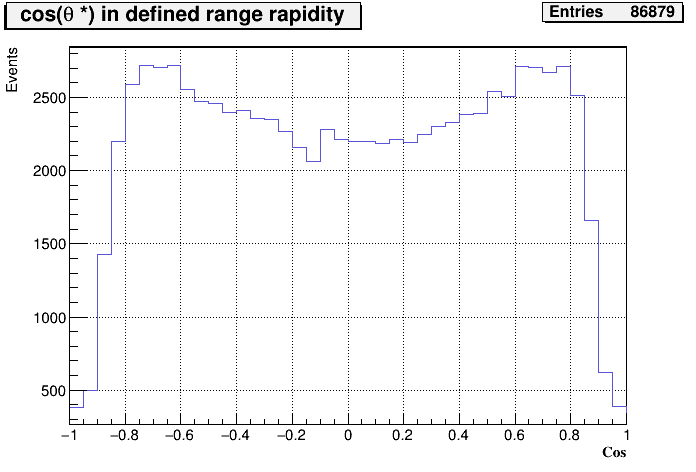 cos(θ *) in defined range rapidity
Entries 86879
Events
2500
2000
1500
1000
500
−1 −0.8 −0.6 −0.4 −0.2 0 0.2 0.4 0.6 0.8 1
Cos